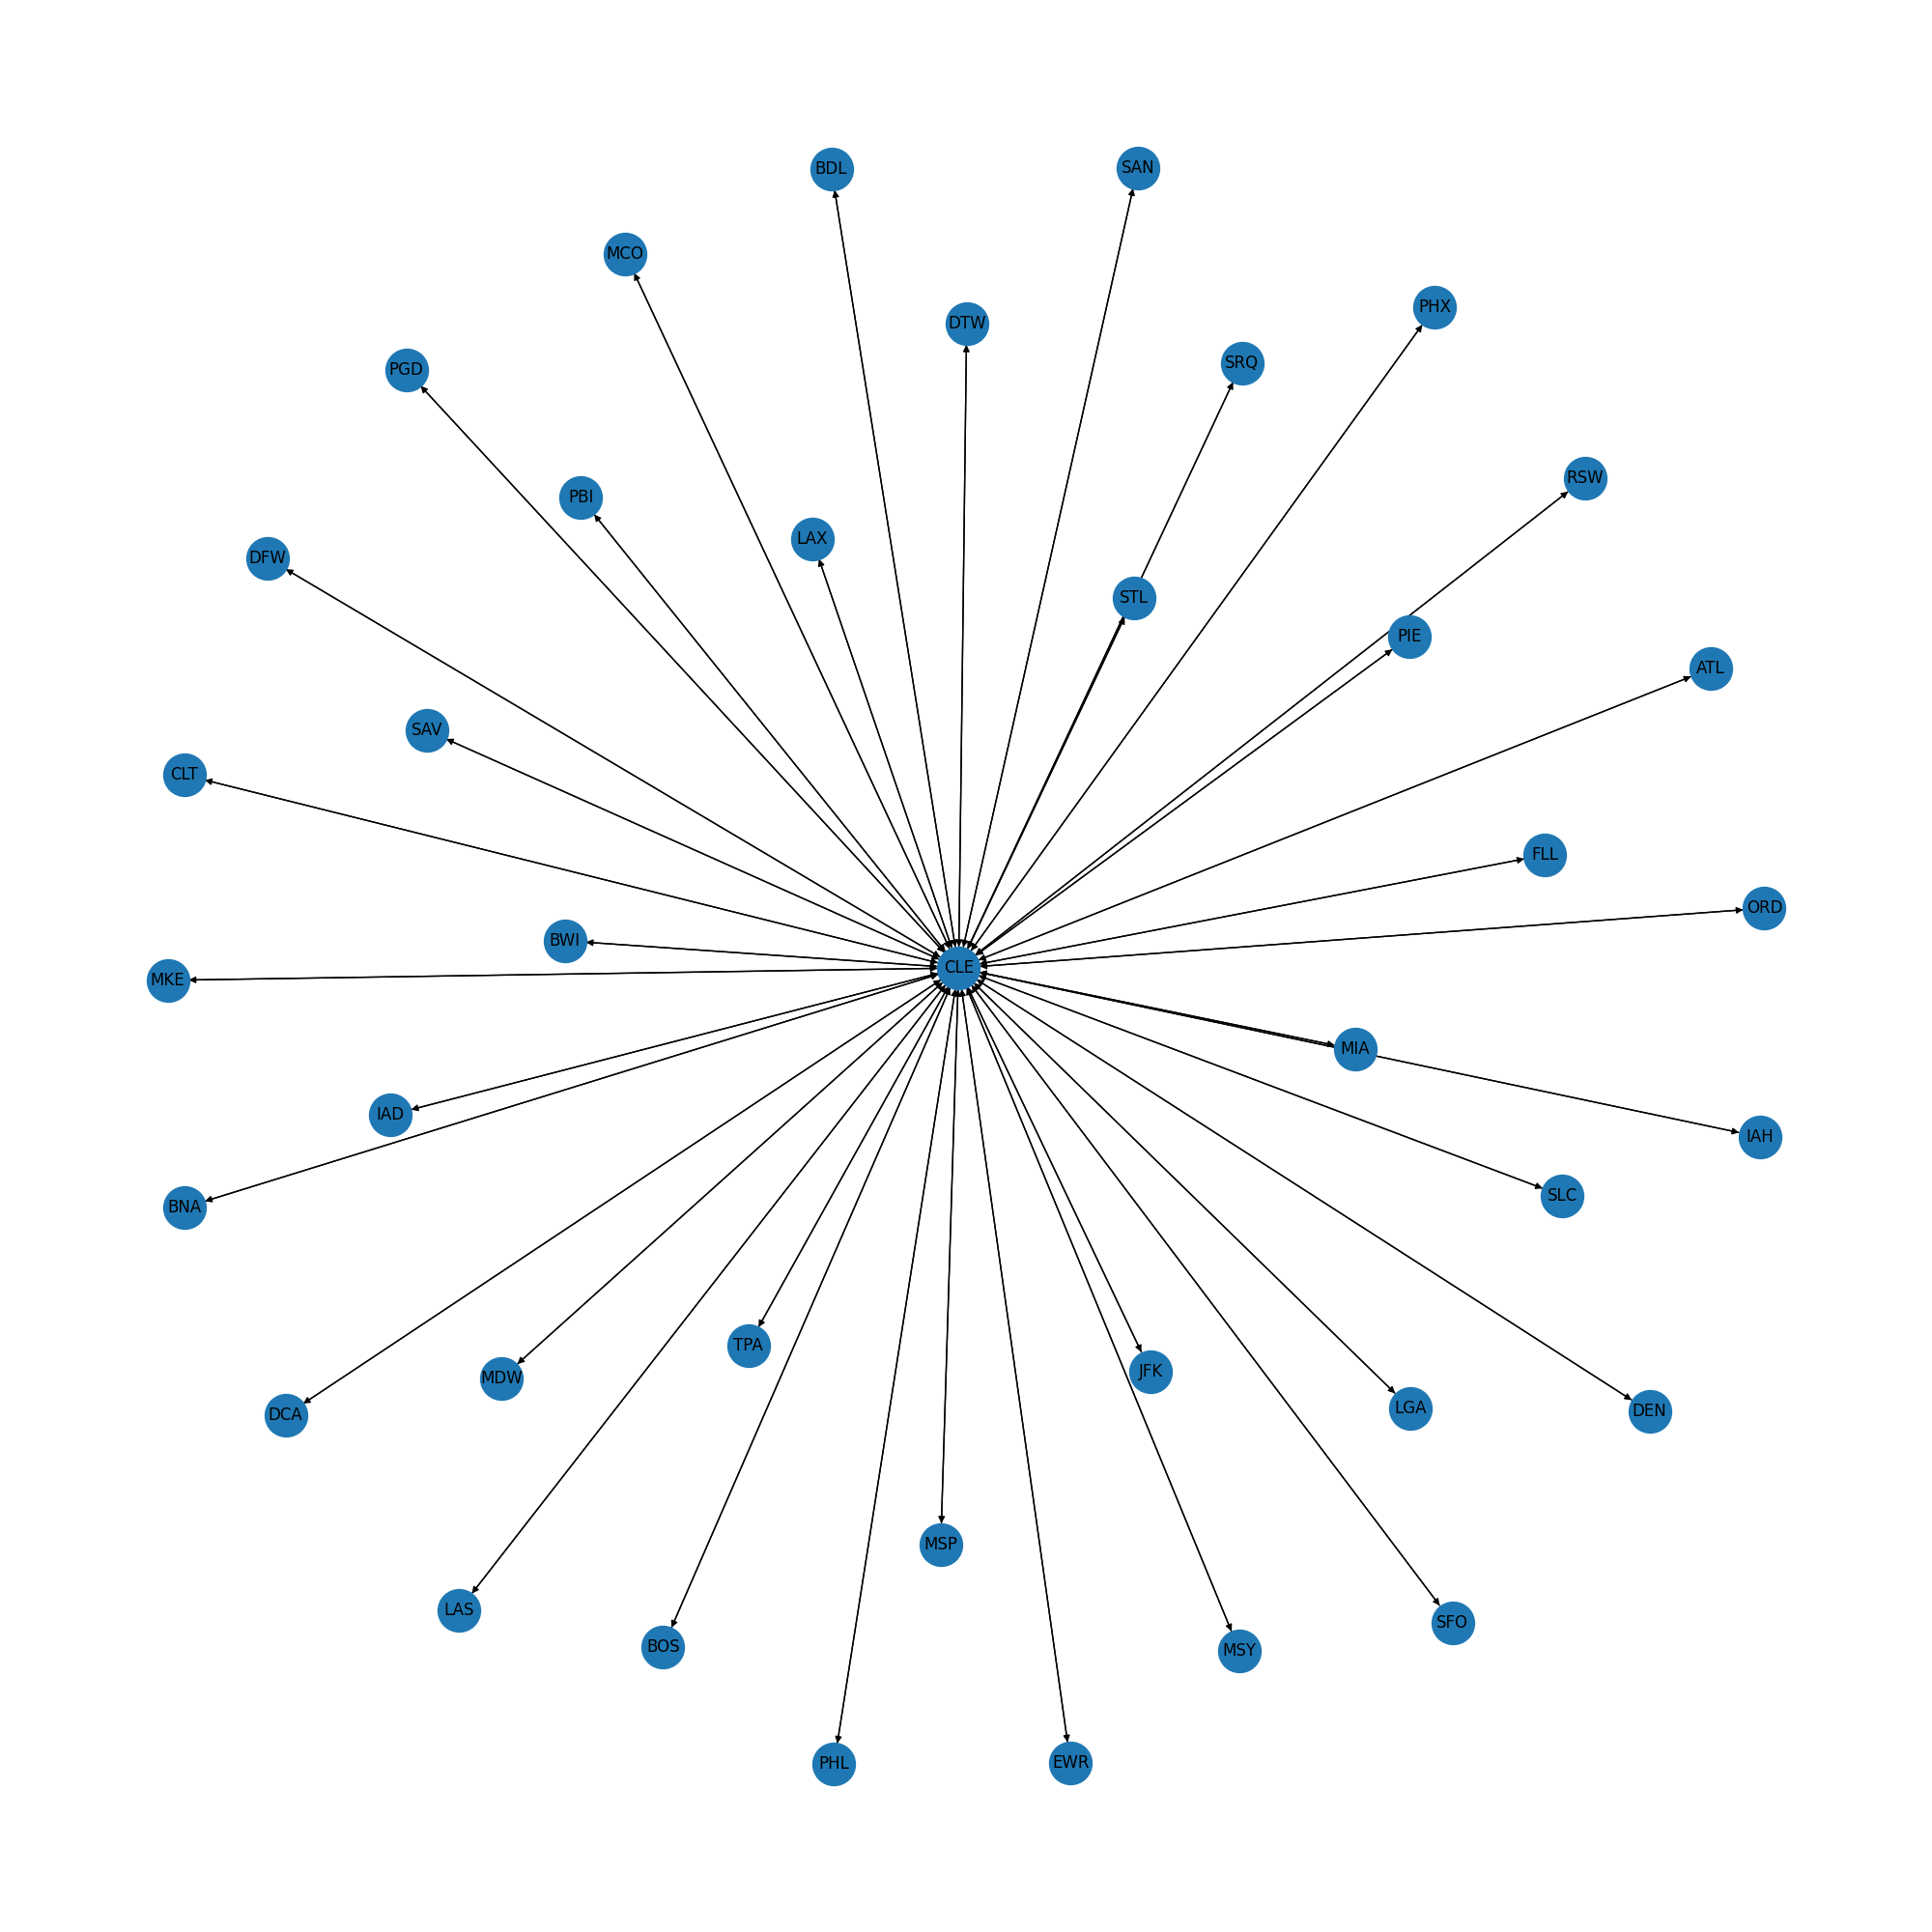 SAN
BDL
MCO
PHX
DTW
SRQ
PGD
RSW
PBI
LAX
DFW
STL
PIE
ATL
SAV
CLT
FLL
ORD
BWI
CLE
MKE
MIA
IAD
IAH
SLC
BNA
TPA
JFK
MDW
LGA
DEN
DCA
MSP
LAS
SFO
BOS
MSY
EWR
PHL